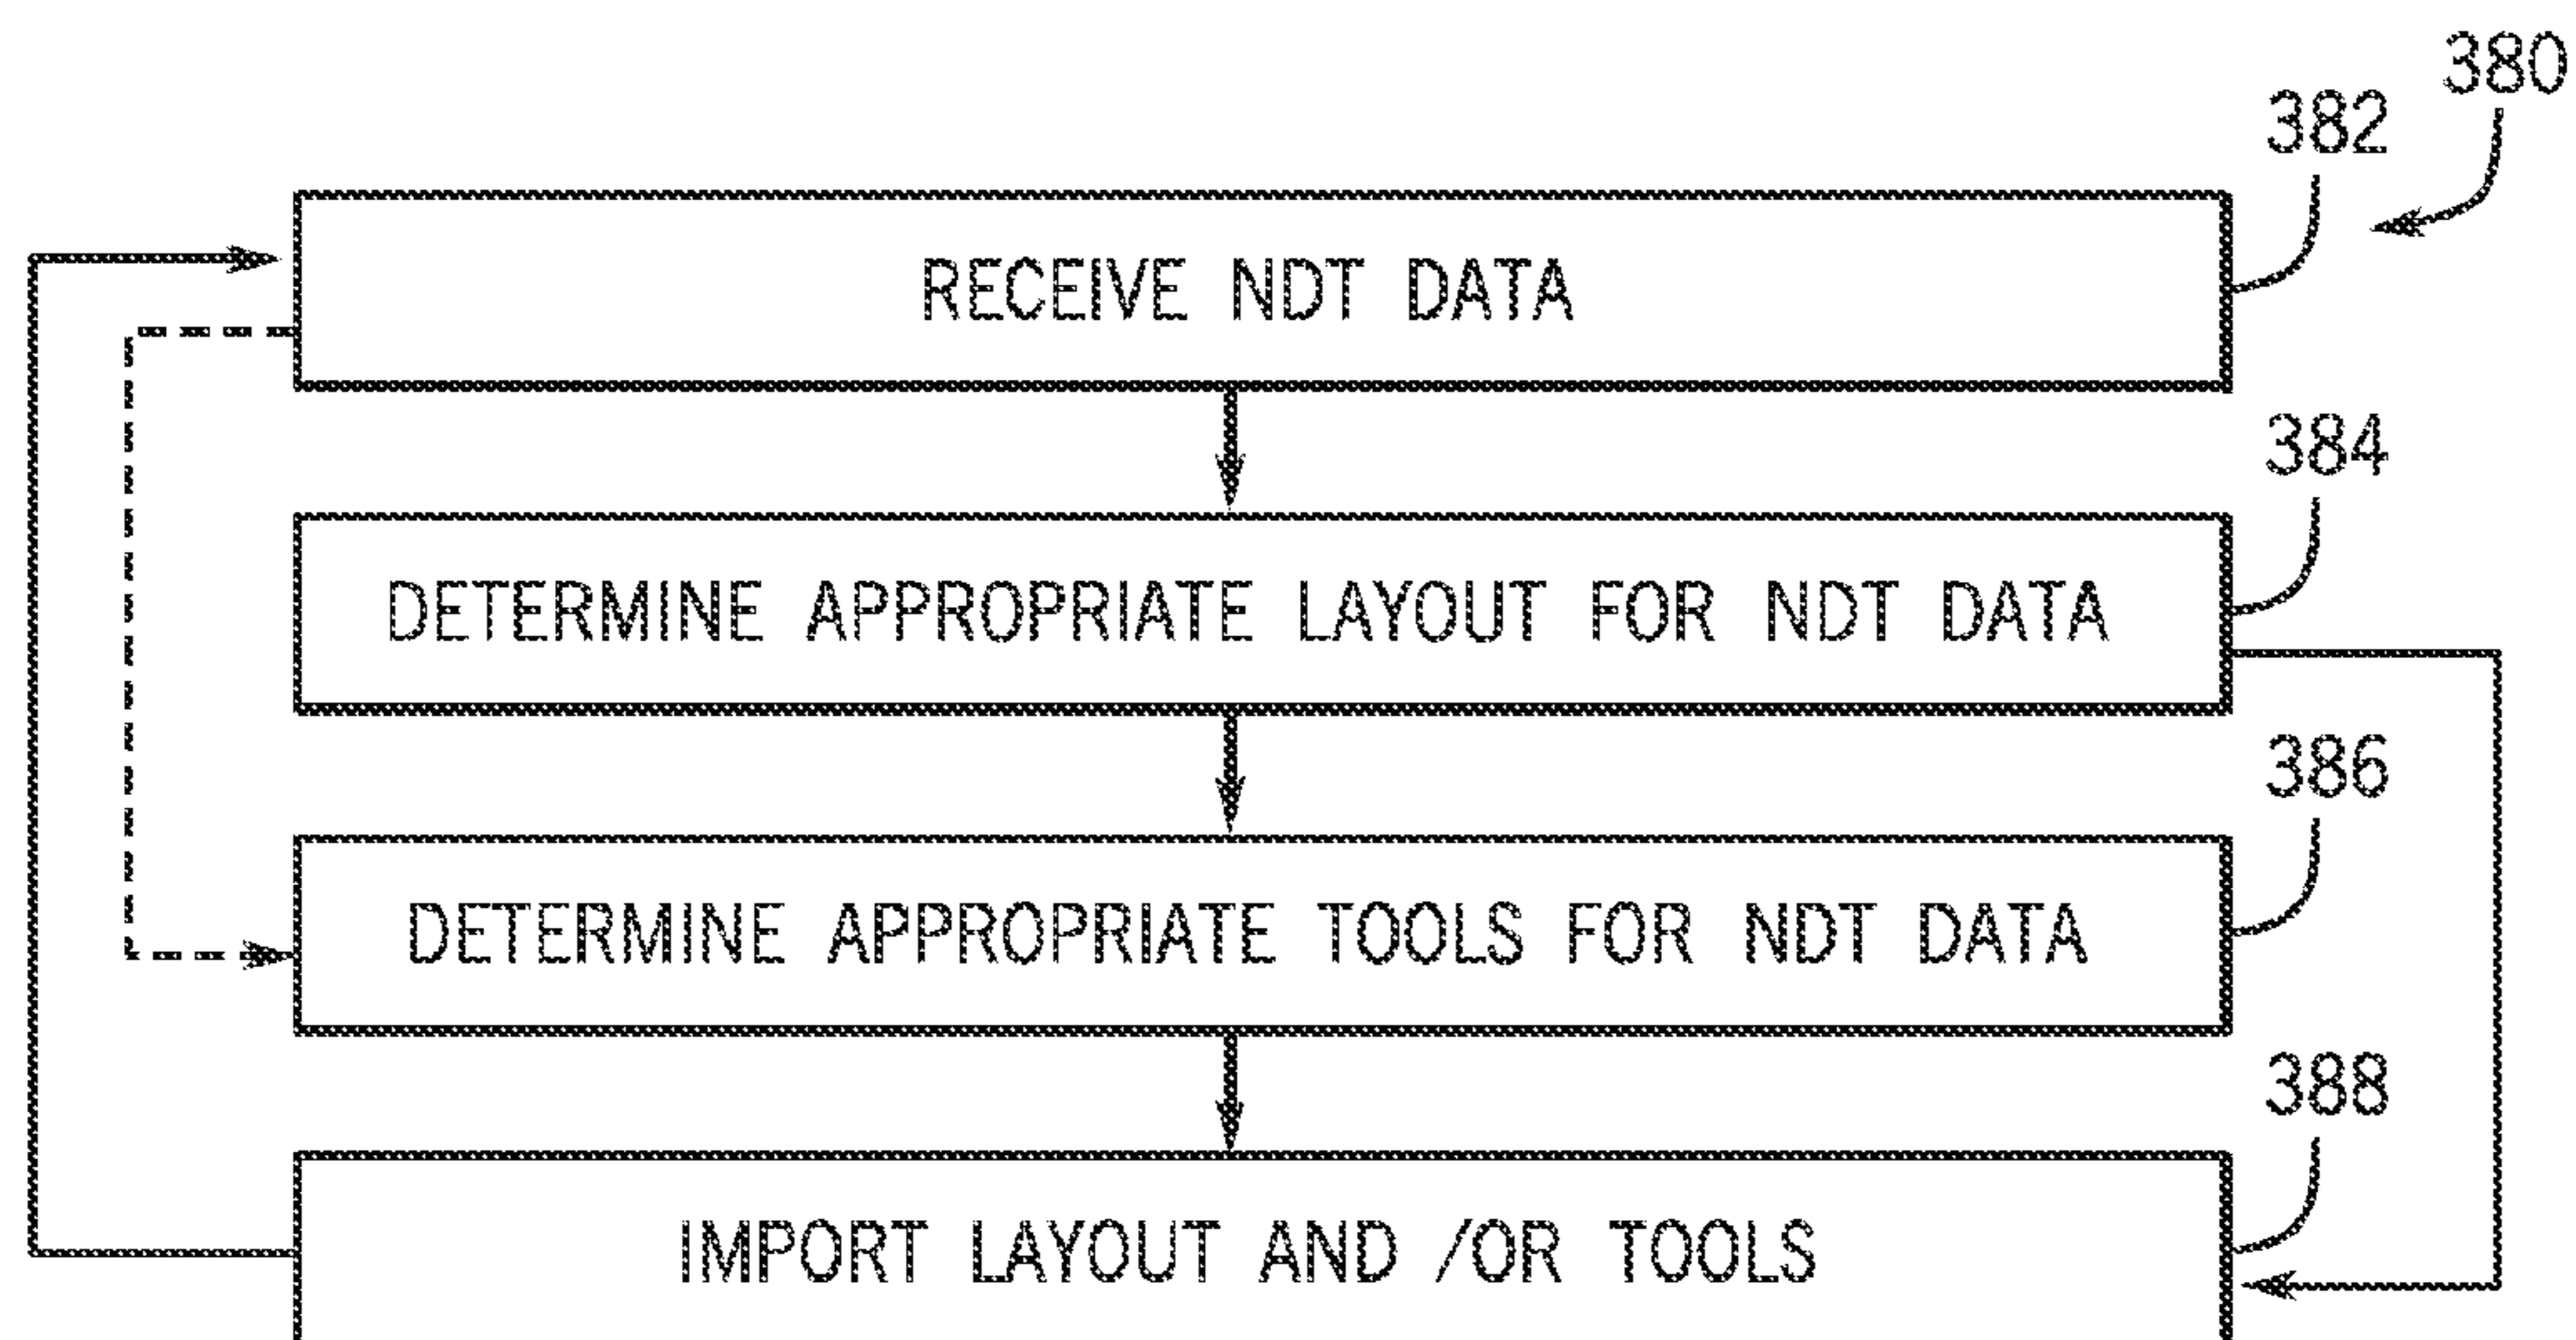 380
382
RECEIVE NDT DATA
384
DETERMINE APPROPRIATE LAYOUT FOR NDT DATA
386
DETERMINE APPROPRIATE TOOLS FOR NDT DATA
388
IMPORT LAYOUT AND /OR TOOLS